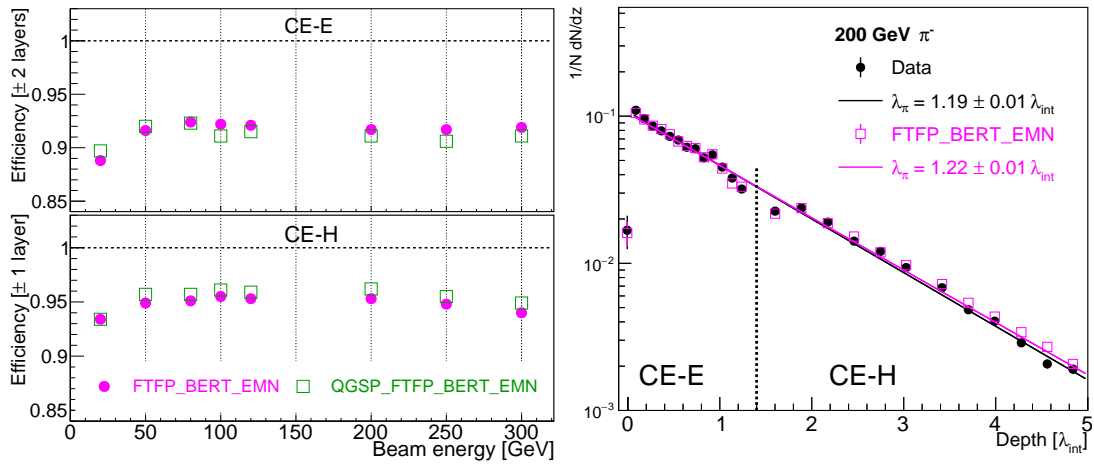 CE-E
Efficiency [± 2 layers]
1
0.95
0.9
0.85
CE-H
Efficiency [± 1 layer]
1
0.95
0.9
0.85
FTFP_BERT_EMN
QGSP_FTFP_BERT_EMN
0 50 100 150 200 250 300
Beam energy [GeV]
1/N dN/dz
200 GeV π⁻
Data
λπ = 1.19 ± 0.01 λint
FTFP_BERT_EMN
λπ = 1.22 ± 0.01 λint
10⁻¹
10⁻²
10⁻³
CE-E
CE-H
0 1 2 3 4 5
Depth [λint]